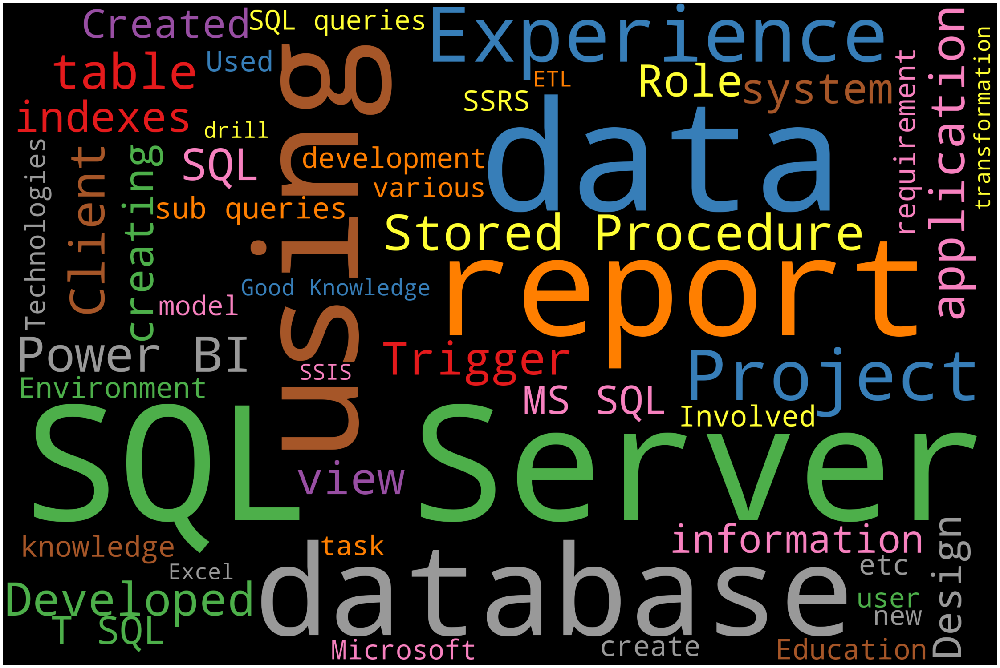 Created
SQL queries
Experience
table
Used
ETL
Role
system
SSRS
indexes
drill
using
data
application
requirement
transformation
Technologies
Client
creating
SQL
development
various
sub queries
Stored Procedure
report
Good Knowledge
model
Power BI
SSIS
Trigger
Project
Environment
MS SQL
Involved
SQL Server
view
knowledge
task
information
Design
Excel
database
etc
Developed
user
new
T SQL
Microsoft
create
Education